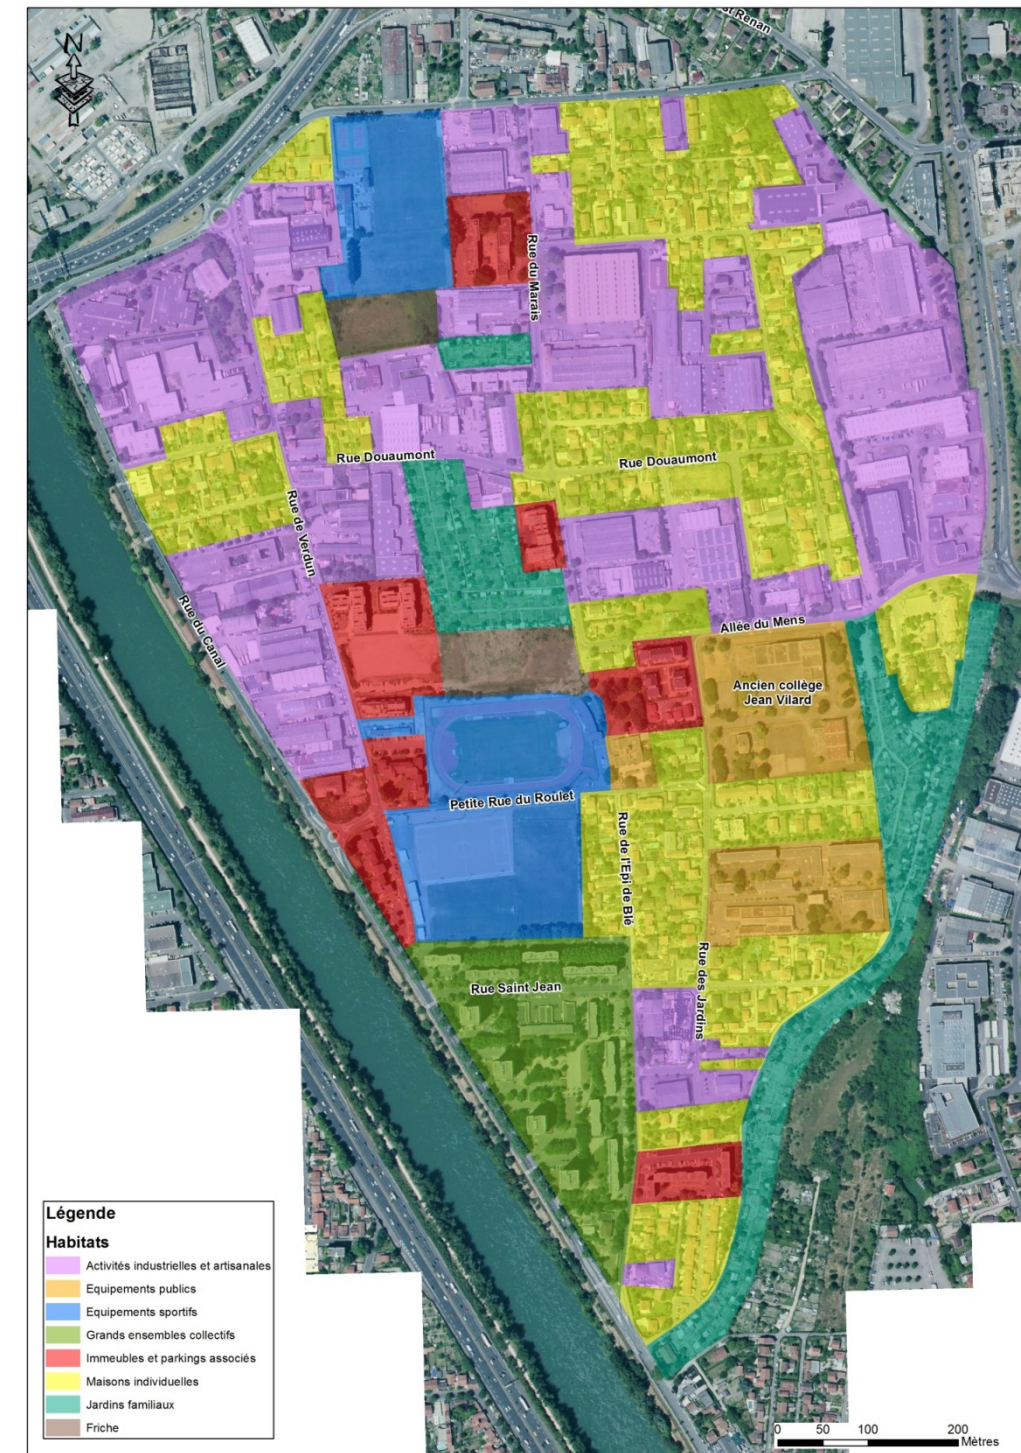 st Renan
N
Rue du Marais
Rue Douaumont
Rue Douaumont
Rue de Verdun
Rue du Canal
Allée du Mens
Ancien collège
Jean Vilard
Petite Rue du Roulet
Rue de l'Epi de Blé
Rue des Jardins
Rue Saint Jean
Légende
Habitats
Activités industrielles et artisanales
Equipements publics
Equipements sportifs
Grands ensembles collectifs
Immeubles et parkings associés
Maisons individuelles
Jardins familiaux
Friche
0 50 100 200
Mètres